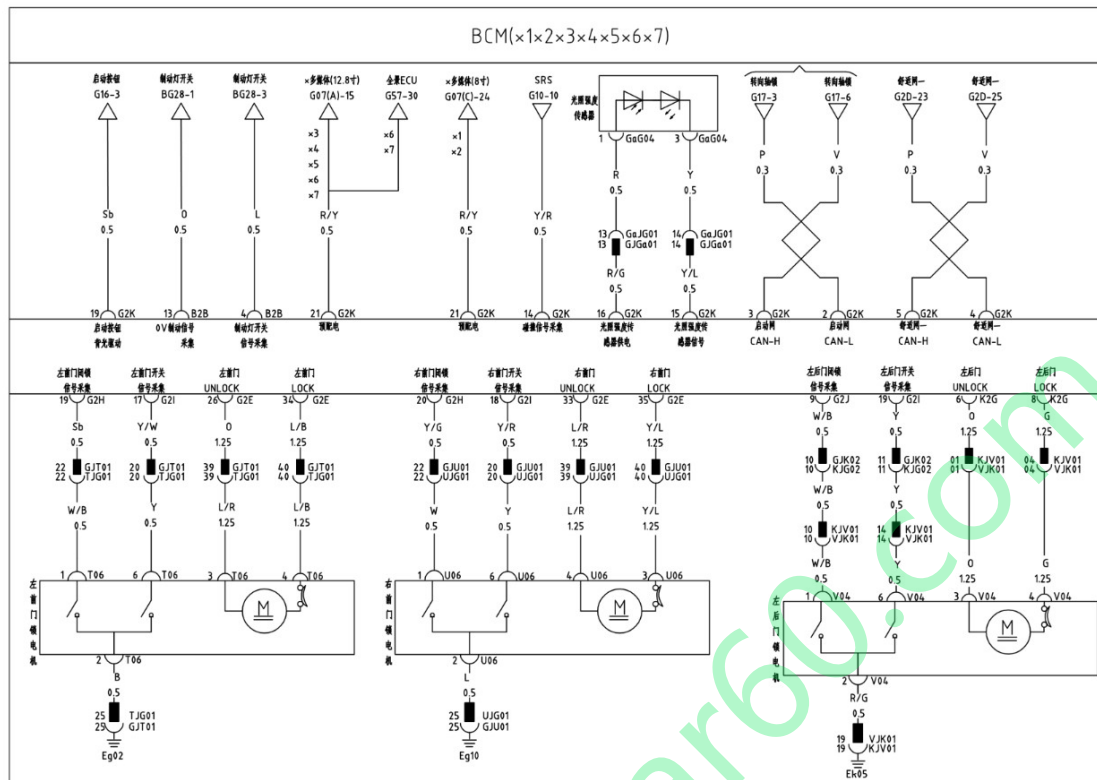 BCM(×1×2×3×4×5×6×7)
启动按钮 制动灯开关 制动灯开关 ×多媒体(12.8寸) 全景ECU ×多媒体(8寸) SRS 转向轴锁 转向轴锁 舒适网一 舒适网一
G16-3 BG28-1 BG28-3 G07(A)-15 G57-30 G07(C)-24 G10-10 光照强度 G17-3 G17-6 G2D-23 G2D-25
传感器
×3 ×6 ×1 1 GaG04 3 GaG04
×4 ×7 ×2
×5
×6
×7
R Y P V P V
0.5 0.5 0.3 0.3 0.3 0.3
Sb O L R/Y R/Y Y/R
0.5 0.5 0.5 0.5 0.5 0.5
13 GaJG01 14 GaJG01
13 GJGa01 14 GJGa01
R/G Y/L
0.5 0.5
19 G2K 13 B2B 4 B2B 21 G2K 21 G2K 14 G2K 16 G2K 15 G2K 3 G2K 2 G2K 5 G2K 4 G2K
启动按钮 0V制动信号 制动灯开关 预配电 预配电 碰撞信号采集 光照强度传 光照强度传 启动网 启动网 舒适网一 舒适网一
背光驱动 采集 信号采集 感器供电 感器信号 CAN-H CAN-L CAN-H CAN-L
左前门闭锁 左前门开关 左前门 左前门 右前门闭锁 右前门开关 右前门 右前门 左后门闭锁 左后门开关 左后门 左后门
信号采集 信号采集 UNLOCK LOCK 信号采集 信号采集 UNLOCK LOCK 信号采集 信号采集 UNLOCK LOCK
19 G2H 17 G2I 26 G2E 34 G2E 20 G2H 18 G2I 33 G2E 35 G2E 9 G2J 19 G2I 6 K2G 8 K2G
Sb Y/W O L/B Y/G Y/R L/R Y/L W/B Y O G
0.5 0.5 1.25 1.25 0.5 0.5 1.25 1.25 0.5 0.5 1.25 1.25
22 GJT01 20 GJT01 39 GJT01 40 GJT01 22 GJU01 20 GJU01 39 GJU01 40 GJU01 10 GJK02 11 GJK02 01 KJV01 04 KJV01
22 TJG01 20 TJG01 39 TJG01 40 TJG01 22 UJG01 20 UJG01 39 UJG01 40 UJG01 10 KJG02 11 KJG02 01 VJK01 04 VJK01
W/B Y L/R L/B W Y L/R Y/L W/B Y
0.5 0.5 1.25 1.25 0.5 0.5 1.25 1.25 0.5 0.5
10 KJV01 14 KJV01
10 VJK01 14 VJK01
W/B Y O G
0.5 0.5 1.25 1.25
1 T06 6 T06 3 T06 4 T06 1 U06 6 U06 4 U06 3 U06 1 V04 6 V04 3 V04 4 V04
左前门锁电机 M 右前门锁电机 M 左后门锁电机 M
2 T06 2 U06 2 V04
B L R/G
0.5 0.5 0.5
25 TJG01 25 UJG01 19 VJK01
25 GJT01 25 GJU01 19 KJV01
Eg02 Eg10 Ek05
ar60.com